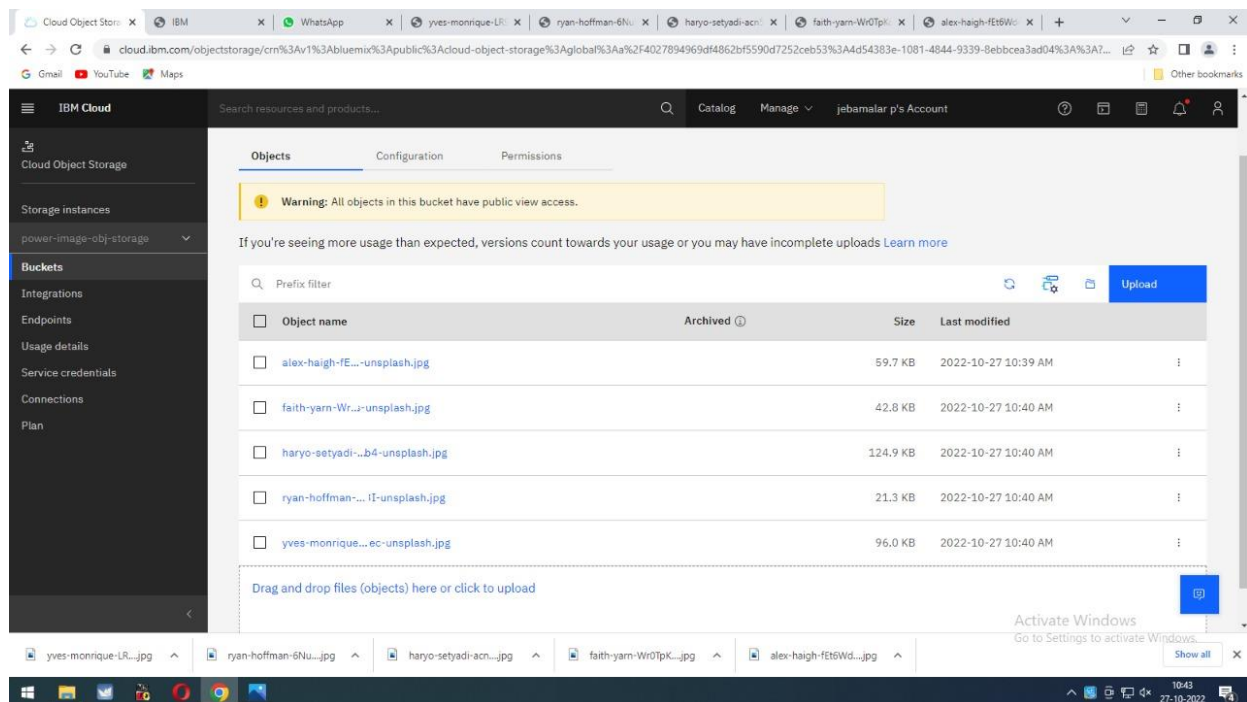 Cloud Object Stora
IBM
WhatsApp
yves-monrique-LR
ryan-hoffman-6Nu
haryo-setyadi-acn
faith-yarn-Wr0TpK
alex-haigh-fEt6Wd
cloud.ibm.com/objectstorage/crn%3Av1%3Abluemix%3Apublic%3Acloud-object-storage%3Aglobal%3Aa%2F4027894969df4862bf5590d7252ceb53%3A4d54383e-1081-4844-9339-8ebbcea3ad04%3A%3A?...
Gmail YouTube Maps Other bookmarks
IBM Cloud Search resources and products... Catalog Manage jebamalar p's Account
Cloud Object Storage
Storage instances
power-image-obj-storage
Buckets
Integrations
Endpoints
Usage details
Service credentials
Connections
Plan
Objects Configuration Permissions
Warning: All objects in this bucket have public view access.
If you're seeing more usage than expected, versions count towards your usage or you may have incomplete uploads Learn more
Prefix filter Upload
Object name Archived Size Last modified
alex-haigh-fE...-unsplash.jpg 59.7 KB 2022-10-27 10:39 AM
faith-yarn-Wr...-unsplash.jpg 42.8 KB 2022-10-27 10:40 AM
haryo-setyadi-...b4-unsplash.jpg 124.9 KB 2022-10-27 10:40 AM
ryan-hoffman-... II-unsplash.jpg 21.3 KB 2022-10-27 10:40 AM
yves-monrique...ec-unsplash.jpg 96.0 KB 2022-10-27 10:40 AM
Drag and drop files (objects) here or click to upload
Activate Windows
Go to Settings to activate Windows.
yves-monrique-LR....jpg ryan-hoffman-6Nu....jpg haryo-setyadi-acn....jpg faith-yarn-Wr0TpK....jpg alex-haigh-fEt6Wd....jpg Show all
10:43
27-10-2022
4